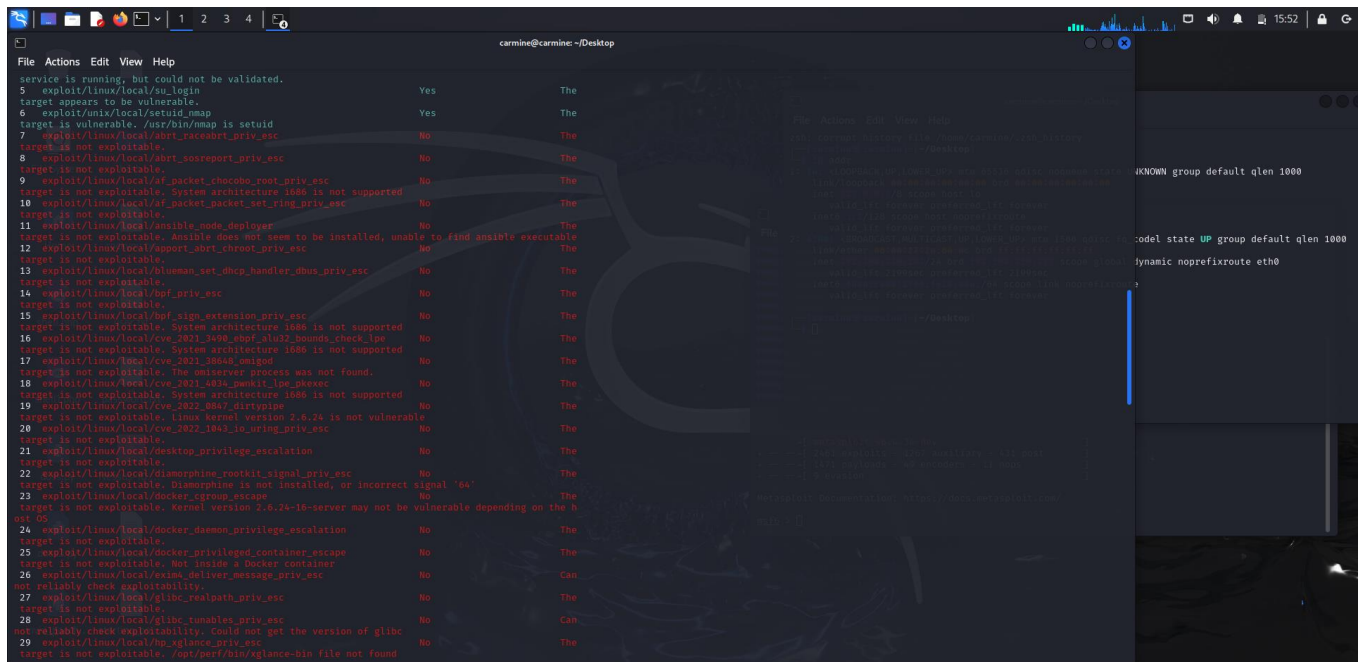 1 2 3 4
15:52
carmine@carmine: ~/Desktop
File Actions Edit View Help
service is running, but could not be validated.
5 exploit/linux/local/su_login Yes The
target appears to be vulnerable.
6 exploit/unix/local/setuid_nmap Yes The
target is vulnerable. /usr/bin/nmap is setuid
7 exploit/linux/local/abrt_raceabrt_priv_esc No The
target is not exploitable.
8 exploit/linux/local/abrt_sosreport_priv_esc No The
target is not exploitable.
9 exploit/linux/local/af_packet_chocobo_root_priv_esc No The
target is not exploitable. System architecture i686 is not supported
10 exploit/linux/local/af_packet_packet_set_ring_priv_esc No The
target is not exploitable.
11 exploit/linux/local/ansible_node_deployer No The
target is not exploitable. Ansible does not seem to be installed, unable to find ansible executable
12 exploit/linux/local/apport_abrt_chroot_priv_esc No The
target is not exploitable.
13 exploit/linux/local/blueman_set_dhcp_handler_dbus_priv_esc No The
target is not exploitable.
14 exploit/linux/local/bpf_priv_esc No The
target is not exploitable.
15 exploit/linux/local/bpf_sign_extension_priv_esc No The
target is not exploitable. System architecture i686 is not supported
16 exploit/linux/local/cve_2021_3490_ebpf_alu32_bounds_check_lpe No The
target is not exploitable. System architecture i686 is not supported
17 exploit/linux/local/cve_2021_38648_omigod No The
target is not exploitable. The omiserver process was not found.
18 exploit/linux/local/cve_2021_4034_pwnkit_lpe_pkexec No The
target is not exploitable. System architecture i686 is not supported
19 exploit/linux/local/cve_2022_0847_dirtypipe No The
target is not exploitable. Linux kernel version 2.6.24 is not vulnerable
20 exploit/linux/local/cve_2022_1043_io_uring_priv_esc No The
target is not exploitable.
21 exploit/linux/local/desktop_privilege_escalation No The
target is not exploitable.
22 exploit/linux/local/diamorphine_rootkit_signal_priv_esc No The
target is not exploitable. Diamorphine is not installed, or incorrect signal '64'
23 exploit/linux/local/docker_cgroup_escape No The
target is not exploitable. Kernel version 2.6.24-16-server may not be vulnerable depending on the h
ost OS
24 exploit/linux/local/docker_daemon_privilege_escalation No The
target is not exploitable.
25 exploit/linux/local/docker_privileged_container_escape No The
target is not exploitable. Not inside a Docker container
26 exploit/linux/local/exim4_deliver_message_priv_esc No Can
not reliably check exploitability.
27 exploit/linux/local/glibc_realpath_priv_esc No The
target is not exploitable.
28 exploit/linux/local/glibc_tunables_priv_esc No Can
not reliably check exploitability. Could not get the version of glibc
29 exploit/linux/local/hp_xglance_priv_esc No The
target is not exploitable. /opt/perf/bin/xglance-bin file not found
NKNOWN group default qlen 1000
codel state UP group default qlen 1000
dynamic noprefixroute eth0